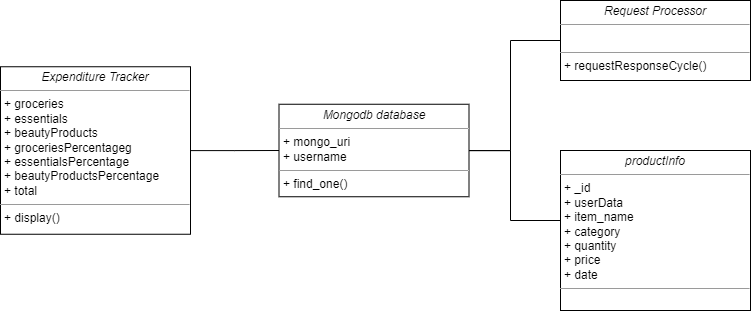 Expenditure Tracker
+ groceries
+ essentials
+ beautyProducts
+ groceriesPercentageg
+ essentialsPercentage
+ beautyProductsPercentage
+ total
+ display()
Mongodb database
+ mongo_uri
+ username
+ find_one()
Request Processor
+ requestResponseCycle()
productInfo
+ _id
+ userData
+ item_name
+ category
+ quantity
+ price
+ date